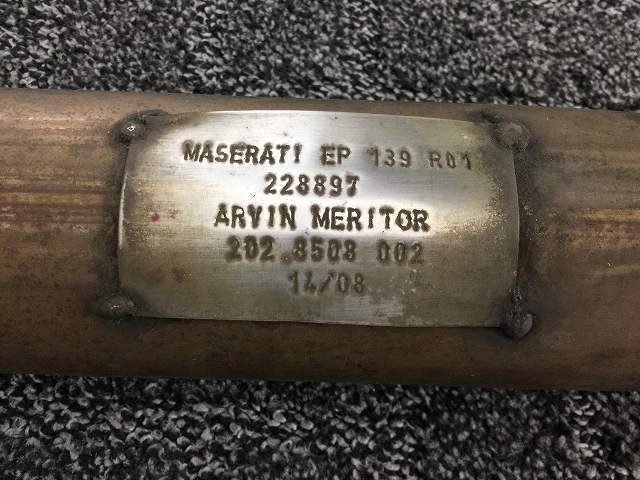 MASERATI EP 139 R01
228897
ARVIN MERITOR
202 8508 002
14/08